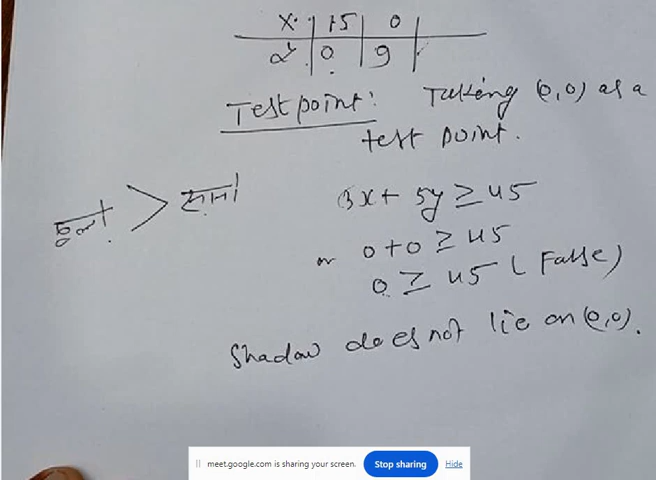 x. 15 0
y 0 9
Test point: Taking (0,0) as a
test point.
3x + 5y ≥ 45
or 0+0 ≥ 45
0 ≥ 45 (False)
Shadow does not lie on (0,0).
meet.google.com is sharing your screen. Stop sharing Hide